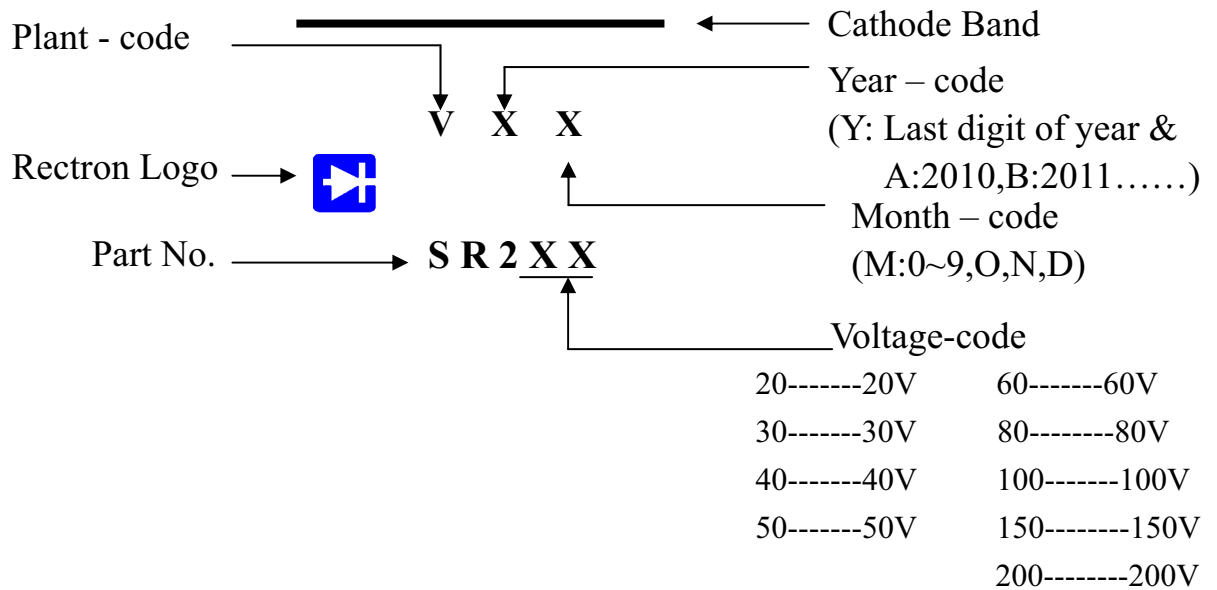 Plant - code
Cathode Band
Year – code
(Y: Last digit of year &
A:2010,B:2011……)
V X X
Rectron Logo
Month – code
(M:0~9,O,N,D)
Part No.
S R 2 X X
Voltage-code
20-------20V 60-------60V
30-------30V 80--------80V
40-------40V 100-------100V
50-------50V 150--------150V
200--------200V